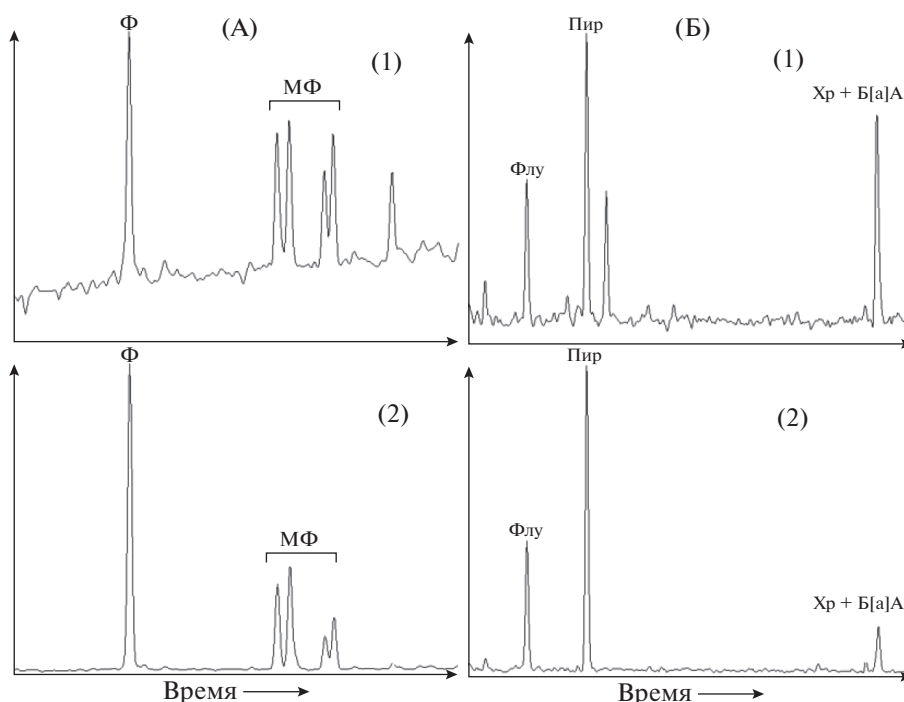 (А)
Ф
(1)
МФ
(Б)
Пир
(1)
Хр + Б[а]А
Флу
Ф
(2)
МФ
Время
Пир
(2)
Флу
Хр + Б[а]А
Время